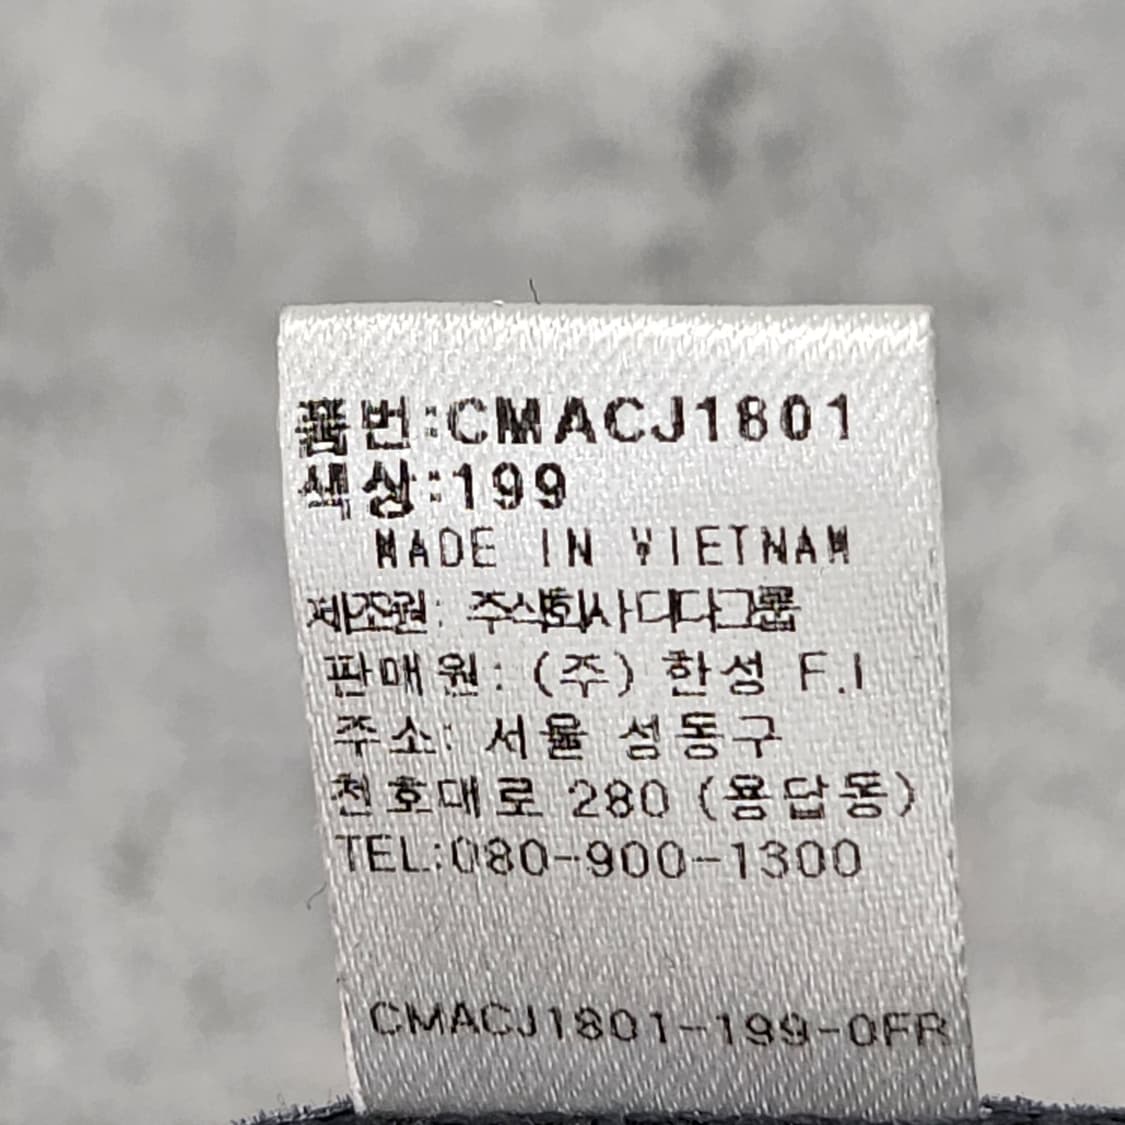 품번:CMACJ1801
색상:199
MADE IN VIETNAM
제조원: 주식회사 디다그룹
판매원: (주) 한성 F.I
주소: 서울 성동구
천호대로 280 (용답동)
TEL:080-900-1300
CMACJ1801-199-0FR